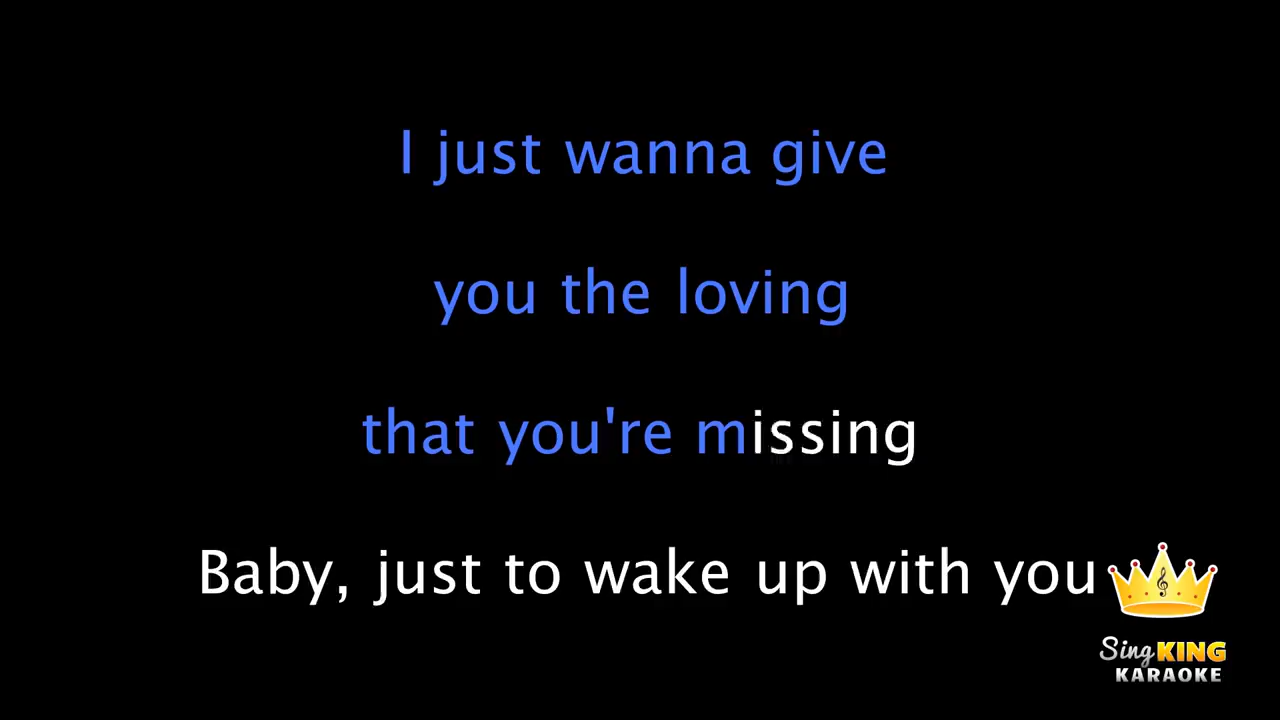 I just wanna give
you the loving
that you're missing
Baby, just to wake up with you
Sing KING
KARAOKE